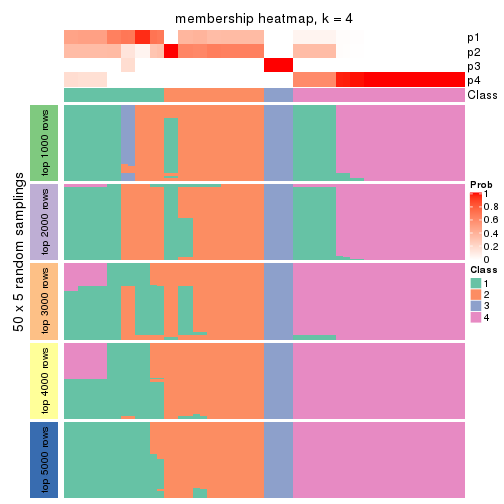 membership heatmap, k = 4
p1
p2
p3
p4
Class
50 x 5 random samplings
top 1000 rows
top 2000 rows
top 3000 rows
top 4000 rows
top 5000 rows
Prob
1
0.8
0.6
0.4
0.2
0
Class
1
2
3
4